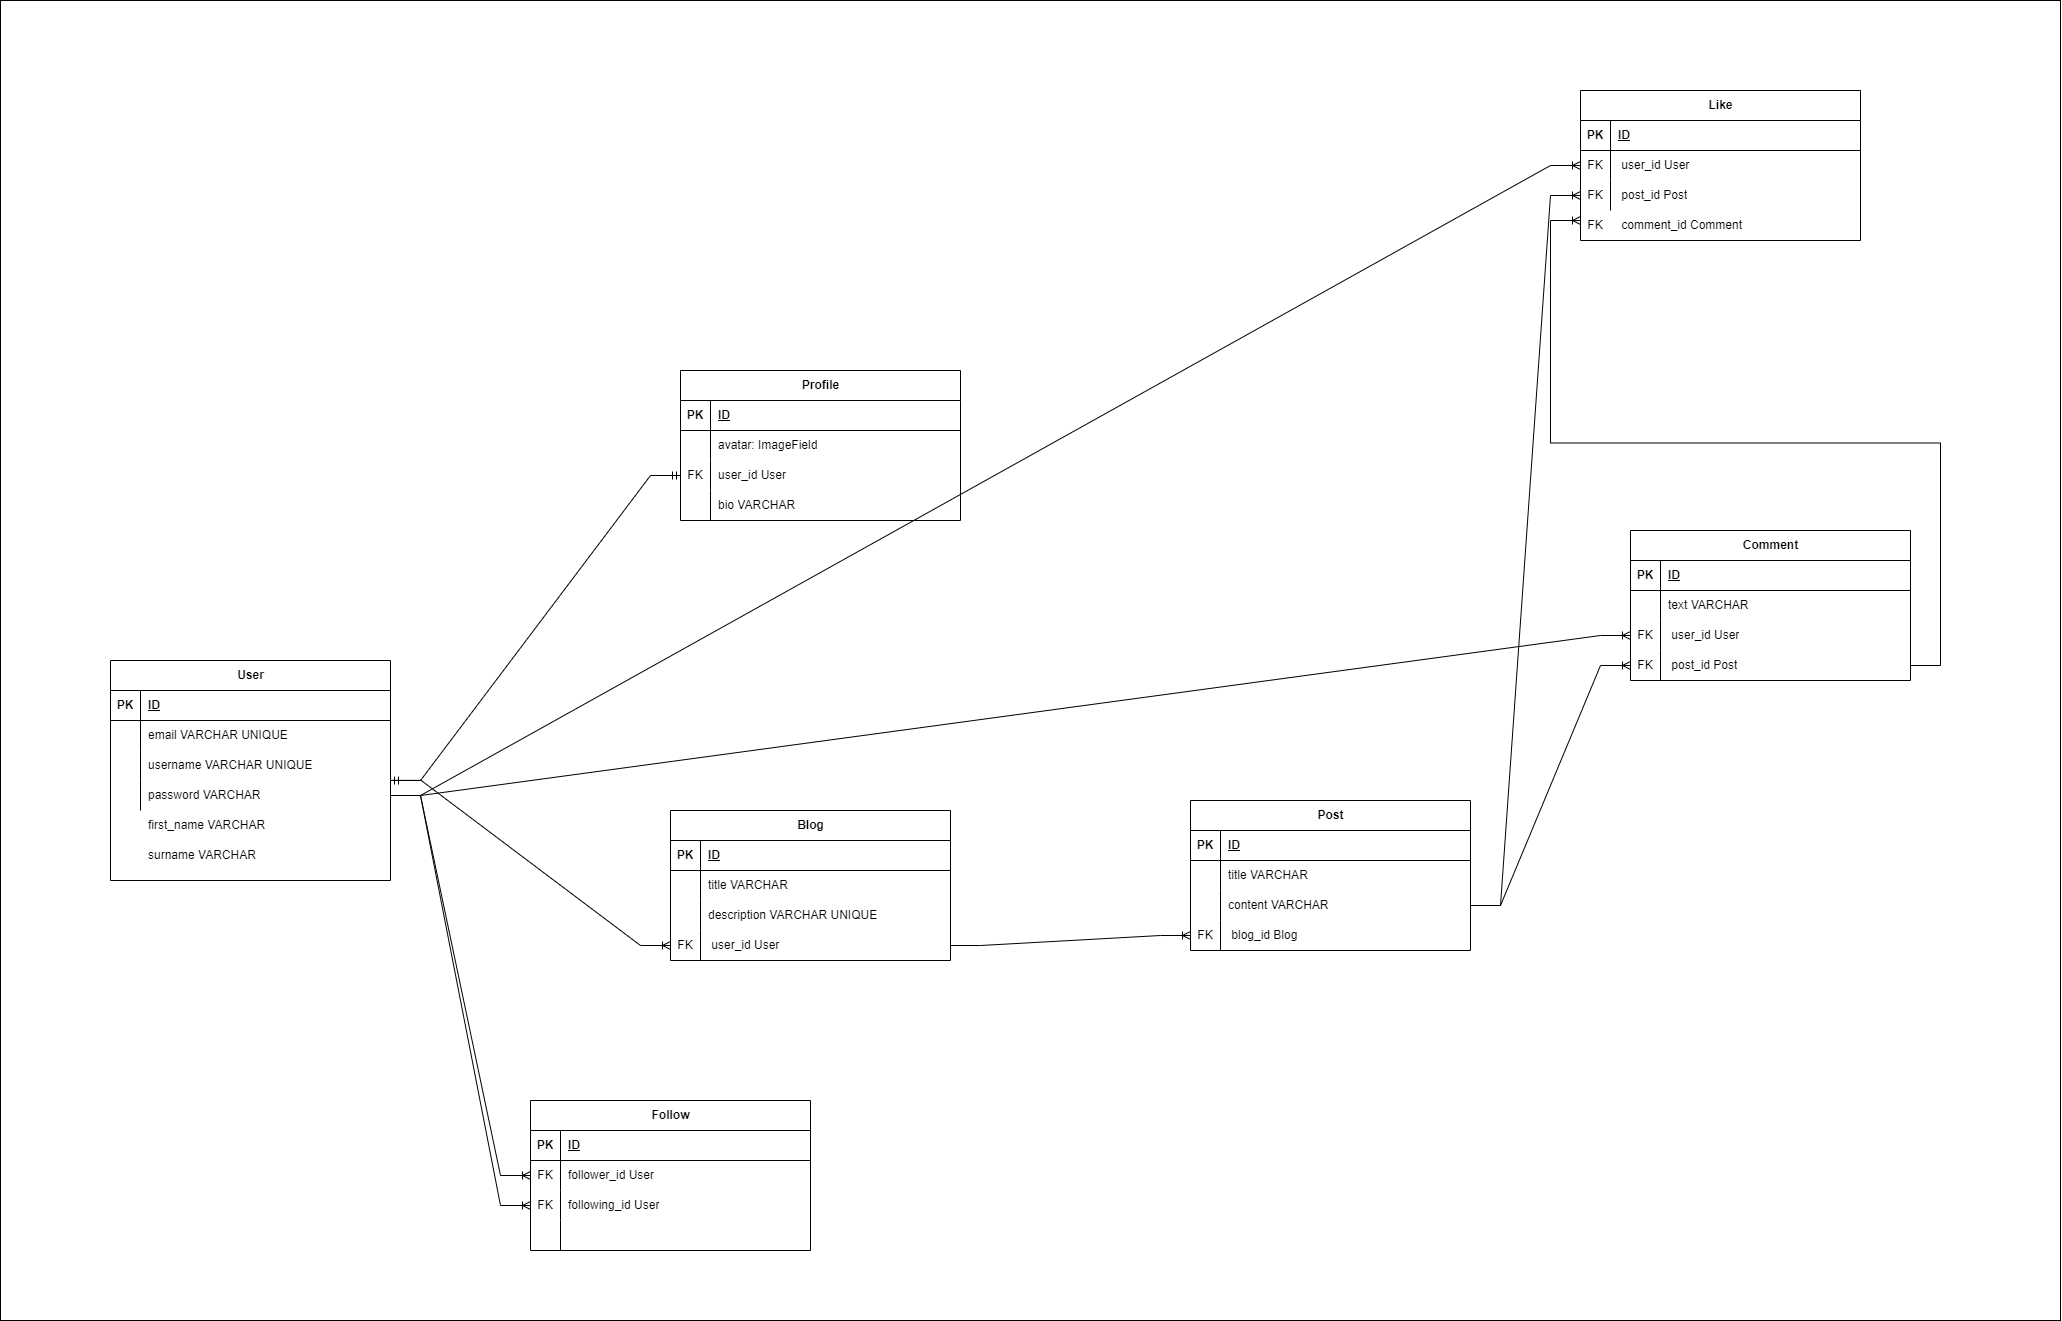 Like
PK ID
FK user_id User
FK post_id Post
FK comment_id Comment
Profile
PK ID
avatar: ImageField
FK user_id User
bio VARCHAR
Comment
PK ID
text VARCHAR
FK user_id User
FK post_id Post
User
PK ID
email VARCHAR UNIQUE
username VARCHAR UNIQUE
password VARCHAR
first_name VARCHAR
surname VARCHAR
Blog
PK ID
title VARCHAR
description VARCHAR UNIQUE
FK user_id User
Post
PK ID
title VARCHAR
content VARCHAR
FK blog_id Blog
Follow
PK ID
FK follower_id User
FK following_id User